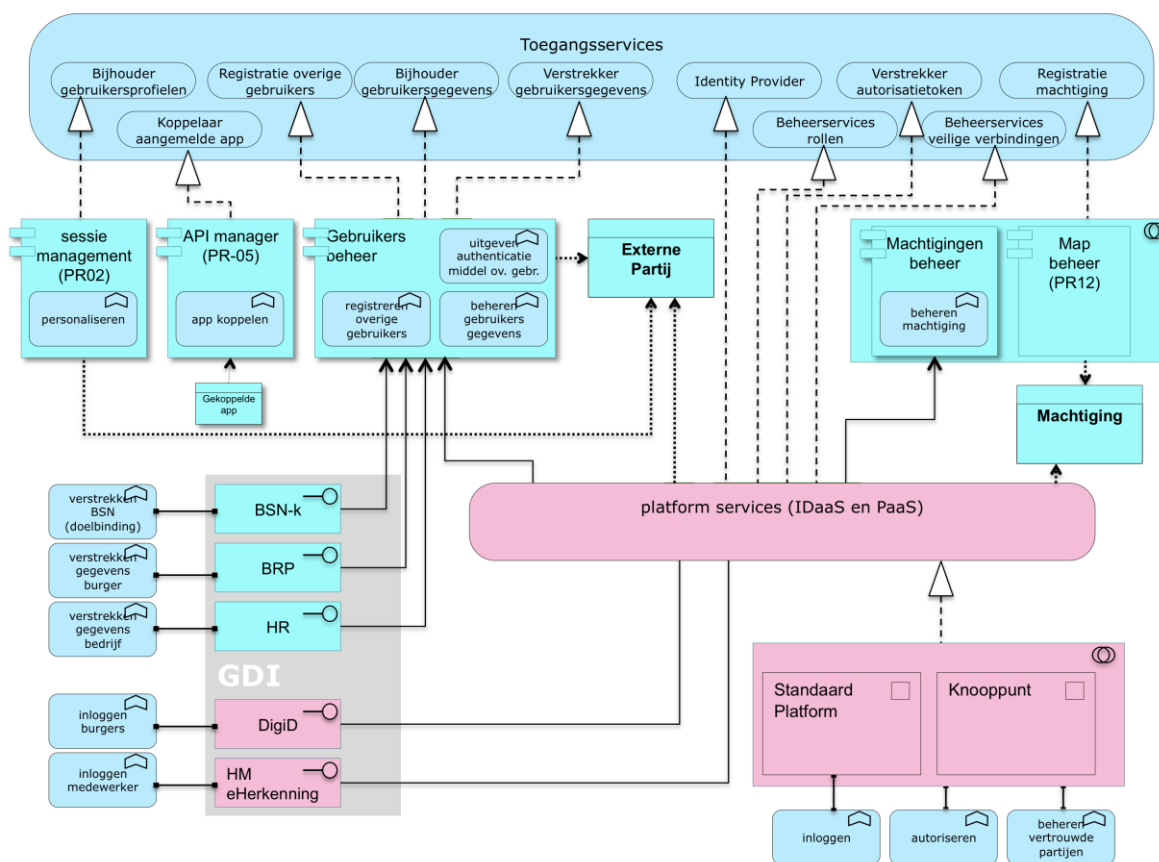 Toegangsservices
Bijhouder
gebruikersprofielen
Registratie overige
gebruikers
Bijhouder
gebruikersgegevens
Verstrekker
gebruikersgegevens
Identity Provider
Verstrekker
autorisatietoken
Registratie
machtiging
Koppelaar
aangemelde app
Beheerservices
rollen
Beheerservices
veilige verbindingen
sessie
management
(PR02)
personaliseren
API manager
(PR-05)
app koppelen
Gebruikers
beheer
uitgeven
authenticatie
middel ov. gebr.
registreren
overige
gebruikers
beheren
gebruikers
gegevens
Externe
Partij
Machtigingen
beheer
beheren
machtiging
Map
beheer
(PR12)
Gekoppelde
app
Machtiging
verstrekken
BSN
(doelbinding)
BSN-k
platform services (IDaaS en PaaS)
verstrekken
gegevens
burger
BRP
verstrekken
gegevens
bedrijf
HR
GDI
inloggen
burgers
DigiD
inloggen
medewerker
HM
eHerkenning
Standaard
Platform
Knooppunt
inloggen
autoriseren
beheren
vertrouwde
partijen